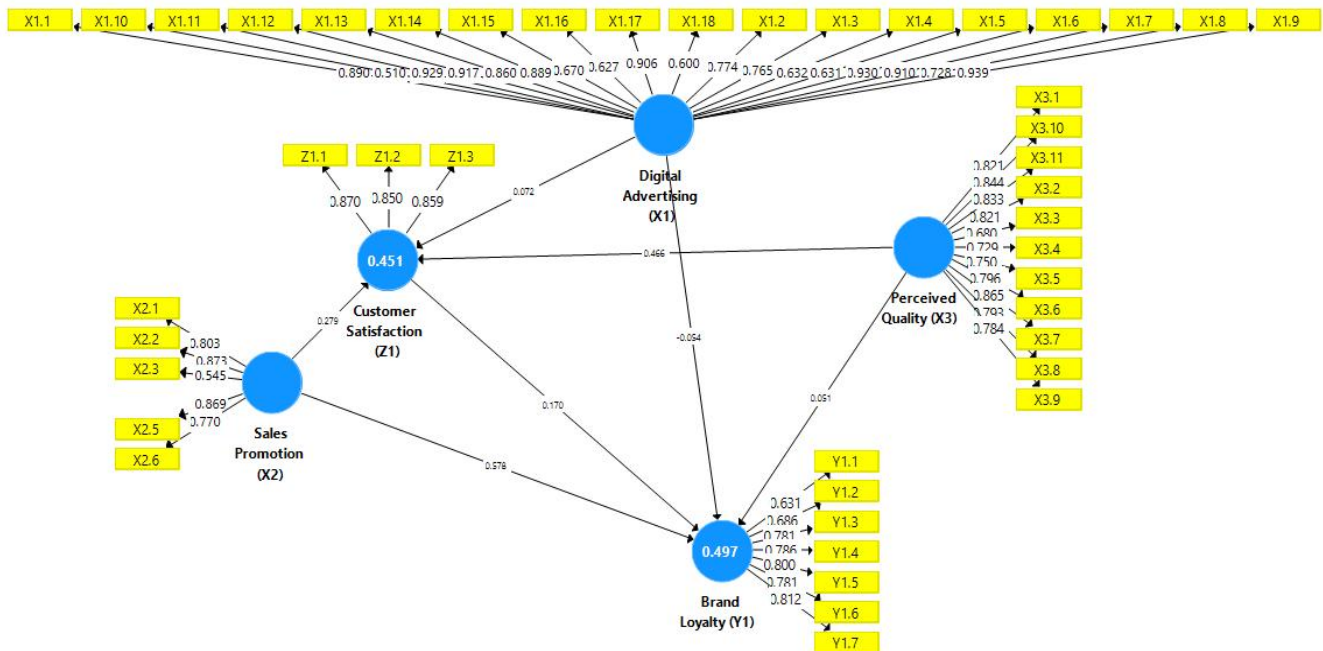 X1.1 X1.10 X1.11 X1.12 X1.13 X1.14 X1.15 X1.16 X1.17 X1.18 X1.2 X1.3 X1.4 X1.5 X1.6 X1.7 X1.8 X1.9
0.890 0.510 0.929 0.917 0.860 0.889 0.670 0.627 0.906 0.600 0.774 0.765 0.632 0.631 0.930 0.910 0.728 0.939
Digital
Advertising
(X1)
Z1.1 Z1.2 Z1.3
0.870 0.850 0.859
0.451
Customer
Satisfaction
(Z1)
0.072
0.466
0.279
-0.054
0.170
0.051
0.578
X3.1
X3.10
X3.11
X3.2
X3.3
X3.4
X3.5
X3.6
X3.7
X3.8
X3.9
0.821
0.844
0.833
0.821
0.680
0.729
0.750
0.796
0.865
0.793
0.784
Perceived
Quality (X3)
X2.1
X2.2
X2.3
X2.5
X2.6
0.803
0.873
0.545
0.869
0.770
Sales
Promotion
(X2)
Y1.1
Y1.2
Y1.3
Y1.4
Y1.5
Y1.6
Y1.7
0.631
0.686
0.781
0.786
0.800
0.781
0.812
0.497
Brand
Loyalty (Y1)